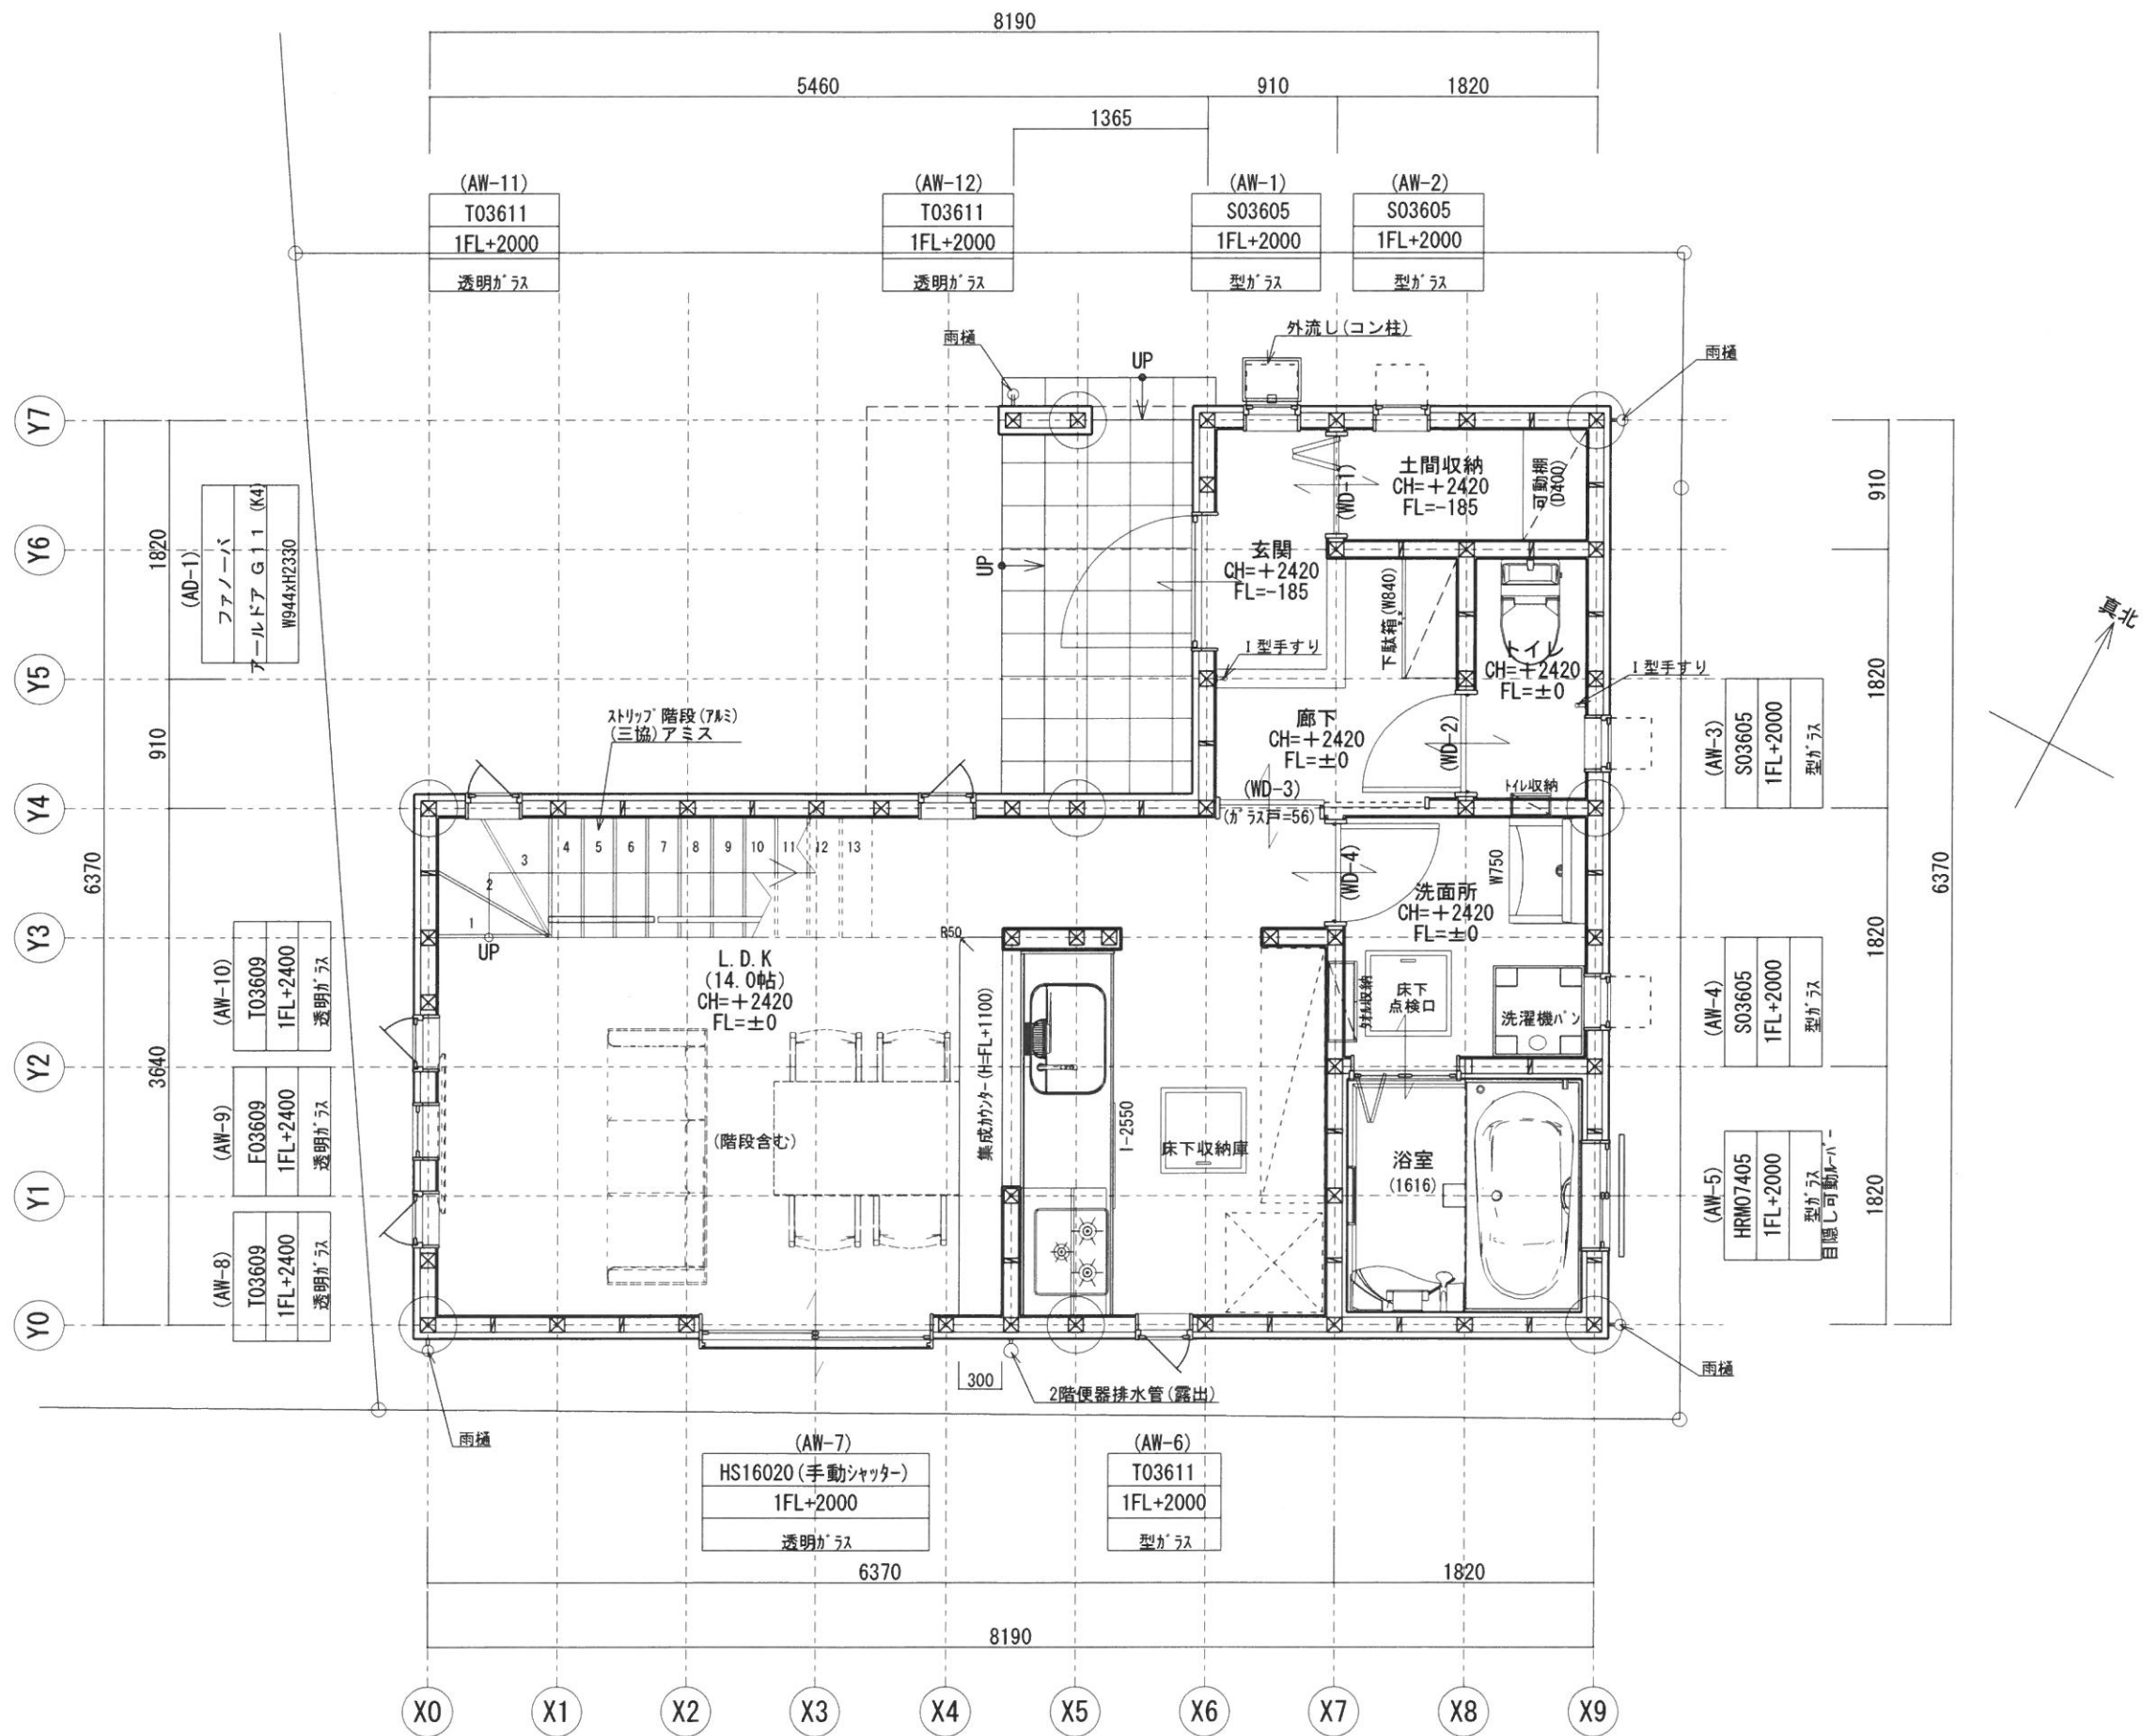 8190
5460
910
1820
1365
(AW-11)
T03611
1FL+2000
透明ガラス
(AW-12)
T03611
1FL+2000
透明ガラス
(AW-1)
S03605
1FL+2000
型ガラス
(AW-2)
S03605
1FL+2000
型ガラス
雨樋
UP
外流し(コン柱)
雨樋
Y7
Y6
Y5
Y4
Y3
Y2
Y1
Y0
6370
1820
910
3640
(AD-1)
ファノーバ
アールドア G11 (K4)
W944xH2330
UP
土間収納
CH=+2420
FL=-185
可動棚
(D400)
(WD-1)
玄関
CH=+2420
FL=-185
下駄箱(W840)
I型手すり
トイレ
CH=+2420
FL=±0
I型手すり
廊下
CH=+2420
FL=±0
(WD-2)
(WD-3)
(ガラス戸=56)
トイレ収納
ストリップ階段(アルミ)
(三協)アミス
1
2
3
4
5
6
7
8
9
10
11
12
13
UP
(WD-4)
W750
洗面所
CH=+2420
FL=±0
R50
L.D.K
(14.0帖)
CH=+2420
FL=±0
(階段含む)
集成カウンター(H=FL+1100)
I-2550
床下収納庫
タオル収納
床下
点検口
洗濯機パン
浴室
(1616)
910
1820
1820
1820
6370
(AW-3)
S03605
1FL+2000
型ガラス
(AW-4)
S03605
1FL+2000
型ガラス
(AW-5)
HRM07405
1FL+2000
型ガラス
目隠し可動ルーバー
真北
(AW-10)
T03609
1FL+2400
透明ガラス
(AW-9)
F03609
1FL+2400
透明ガラス
(AW-8)
T03609
1FL+2400
透明ガラス
300
2階便器排水管(露出)
雨樋
雨樋
(AW-7)
HS16020(手動シャッター)
1FL+2000
透明ガラス
(AW-6)
T03611
1FL+2000
型ガラス
6370
1820
8190
X0
X1
X2
X3
X4
X5
X6
X7
X8
X9